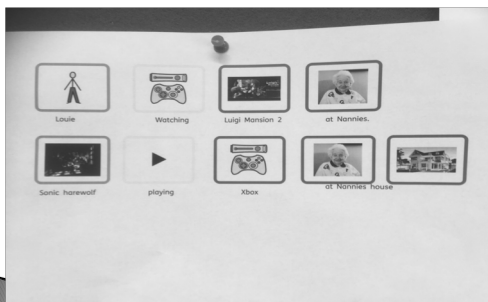 Louie Watching Luigi Mansion 2 at Nannies.
Sonic harewolf playing Xbox at Nannies house